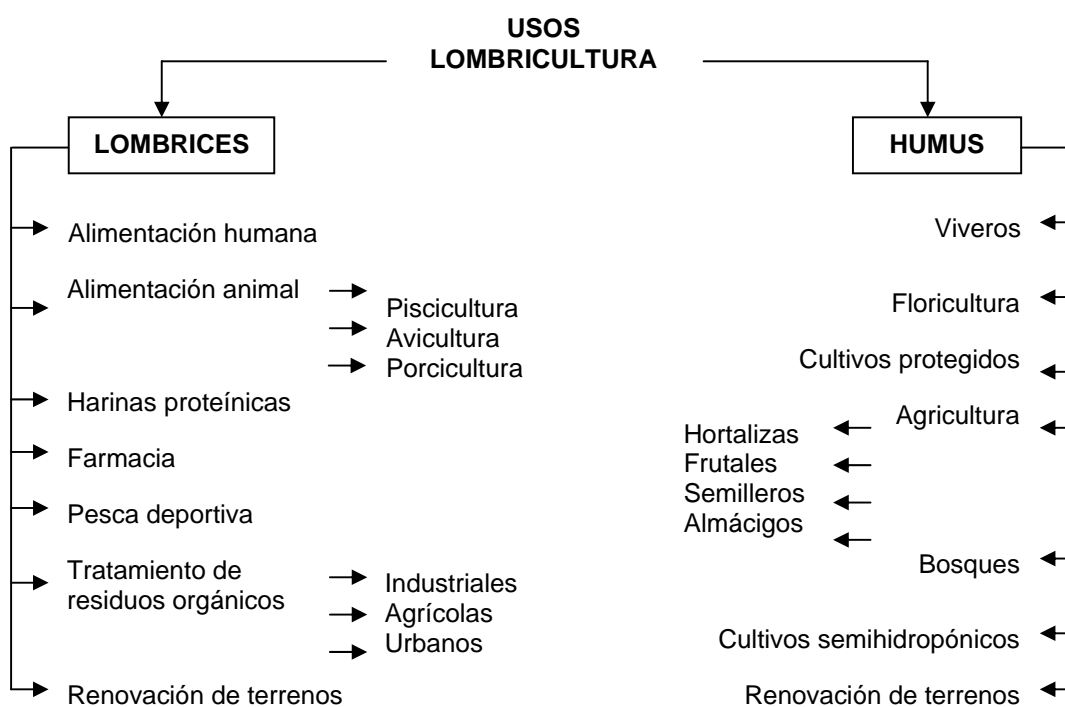 USOS
LOMBRICULTURA
LOMBRICES
Alimentación humana
Alimentación animal
Piscicultura
Avicultura
Porcicultura
Harinas proteínicas
Farmacia
Pesca deportiva
Tratamiento de
residuos orgánicos
Industriales
Agrícolas
Urbanos
Renovación de terrenos
HUMUS
Viveros
Floricultura
Cultivos protegidos
Agricultura
Hortalizas
Frutales
Semilleros
Almácigos
Bosques
Cultivos semihidropónicos
Renovación de terrenos